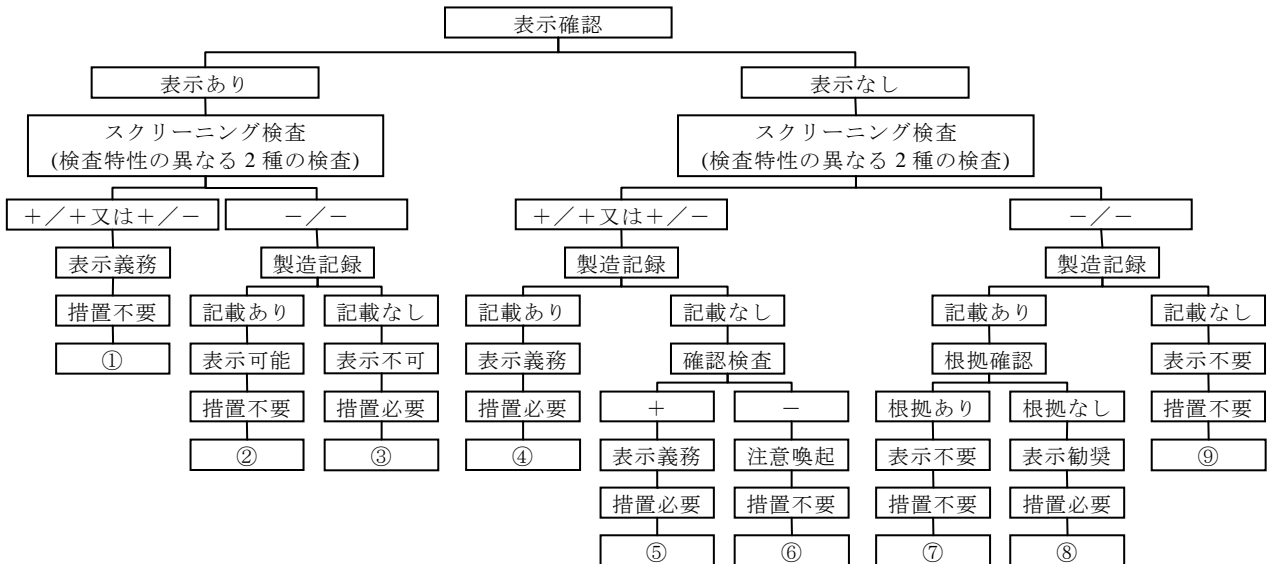 表示確認
表示あり
表示なし
スクリーニング検査
(検査特性の異なる2種の検査)
スクリーニング検査
(検査特性の異なる2種の検査)
+/+又は+/-
-/-
+/+又は+/-
-/-
表示義務
製造記録
製造記録
製造記録
措置不要
記載あり
記載なし
記載あり
記載なし
記載あり
記載なし
①
表示可能
表示不可
表示義務
確認検査
根拠確認
表示不要
措置不要
措置必要
措置必要
+
-
根拠あり
根拠なし
措置不要
②
③
④
表示義務
注意喚起
表示不要
表示勧奨
⑨
措置必要
措置不要
措置不要
措置必要
⑤
⑥
⑦
⑧